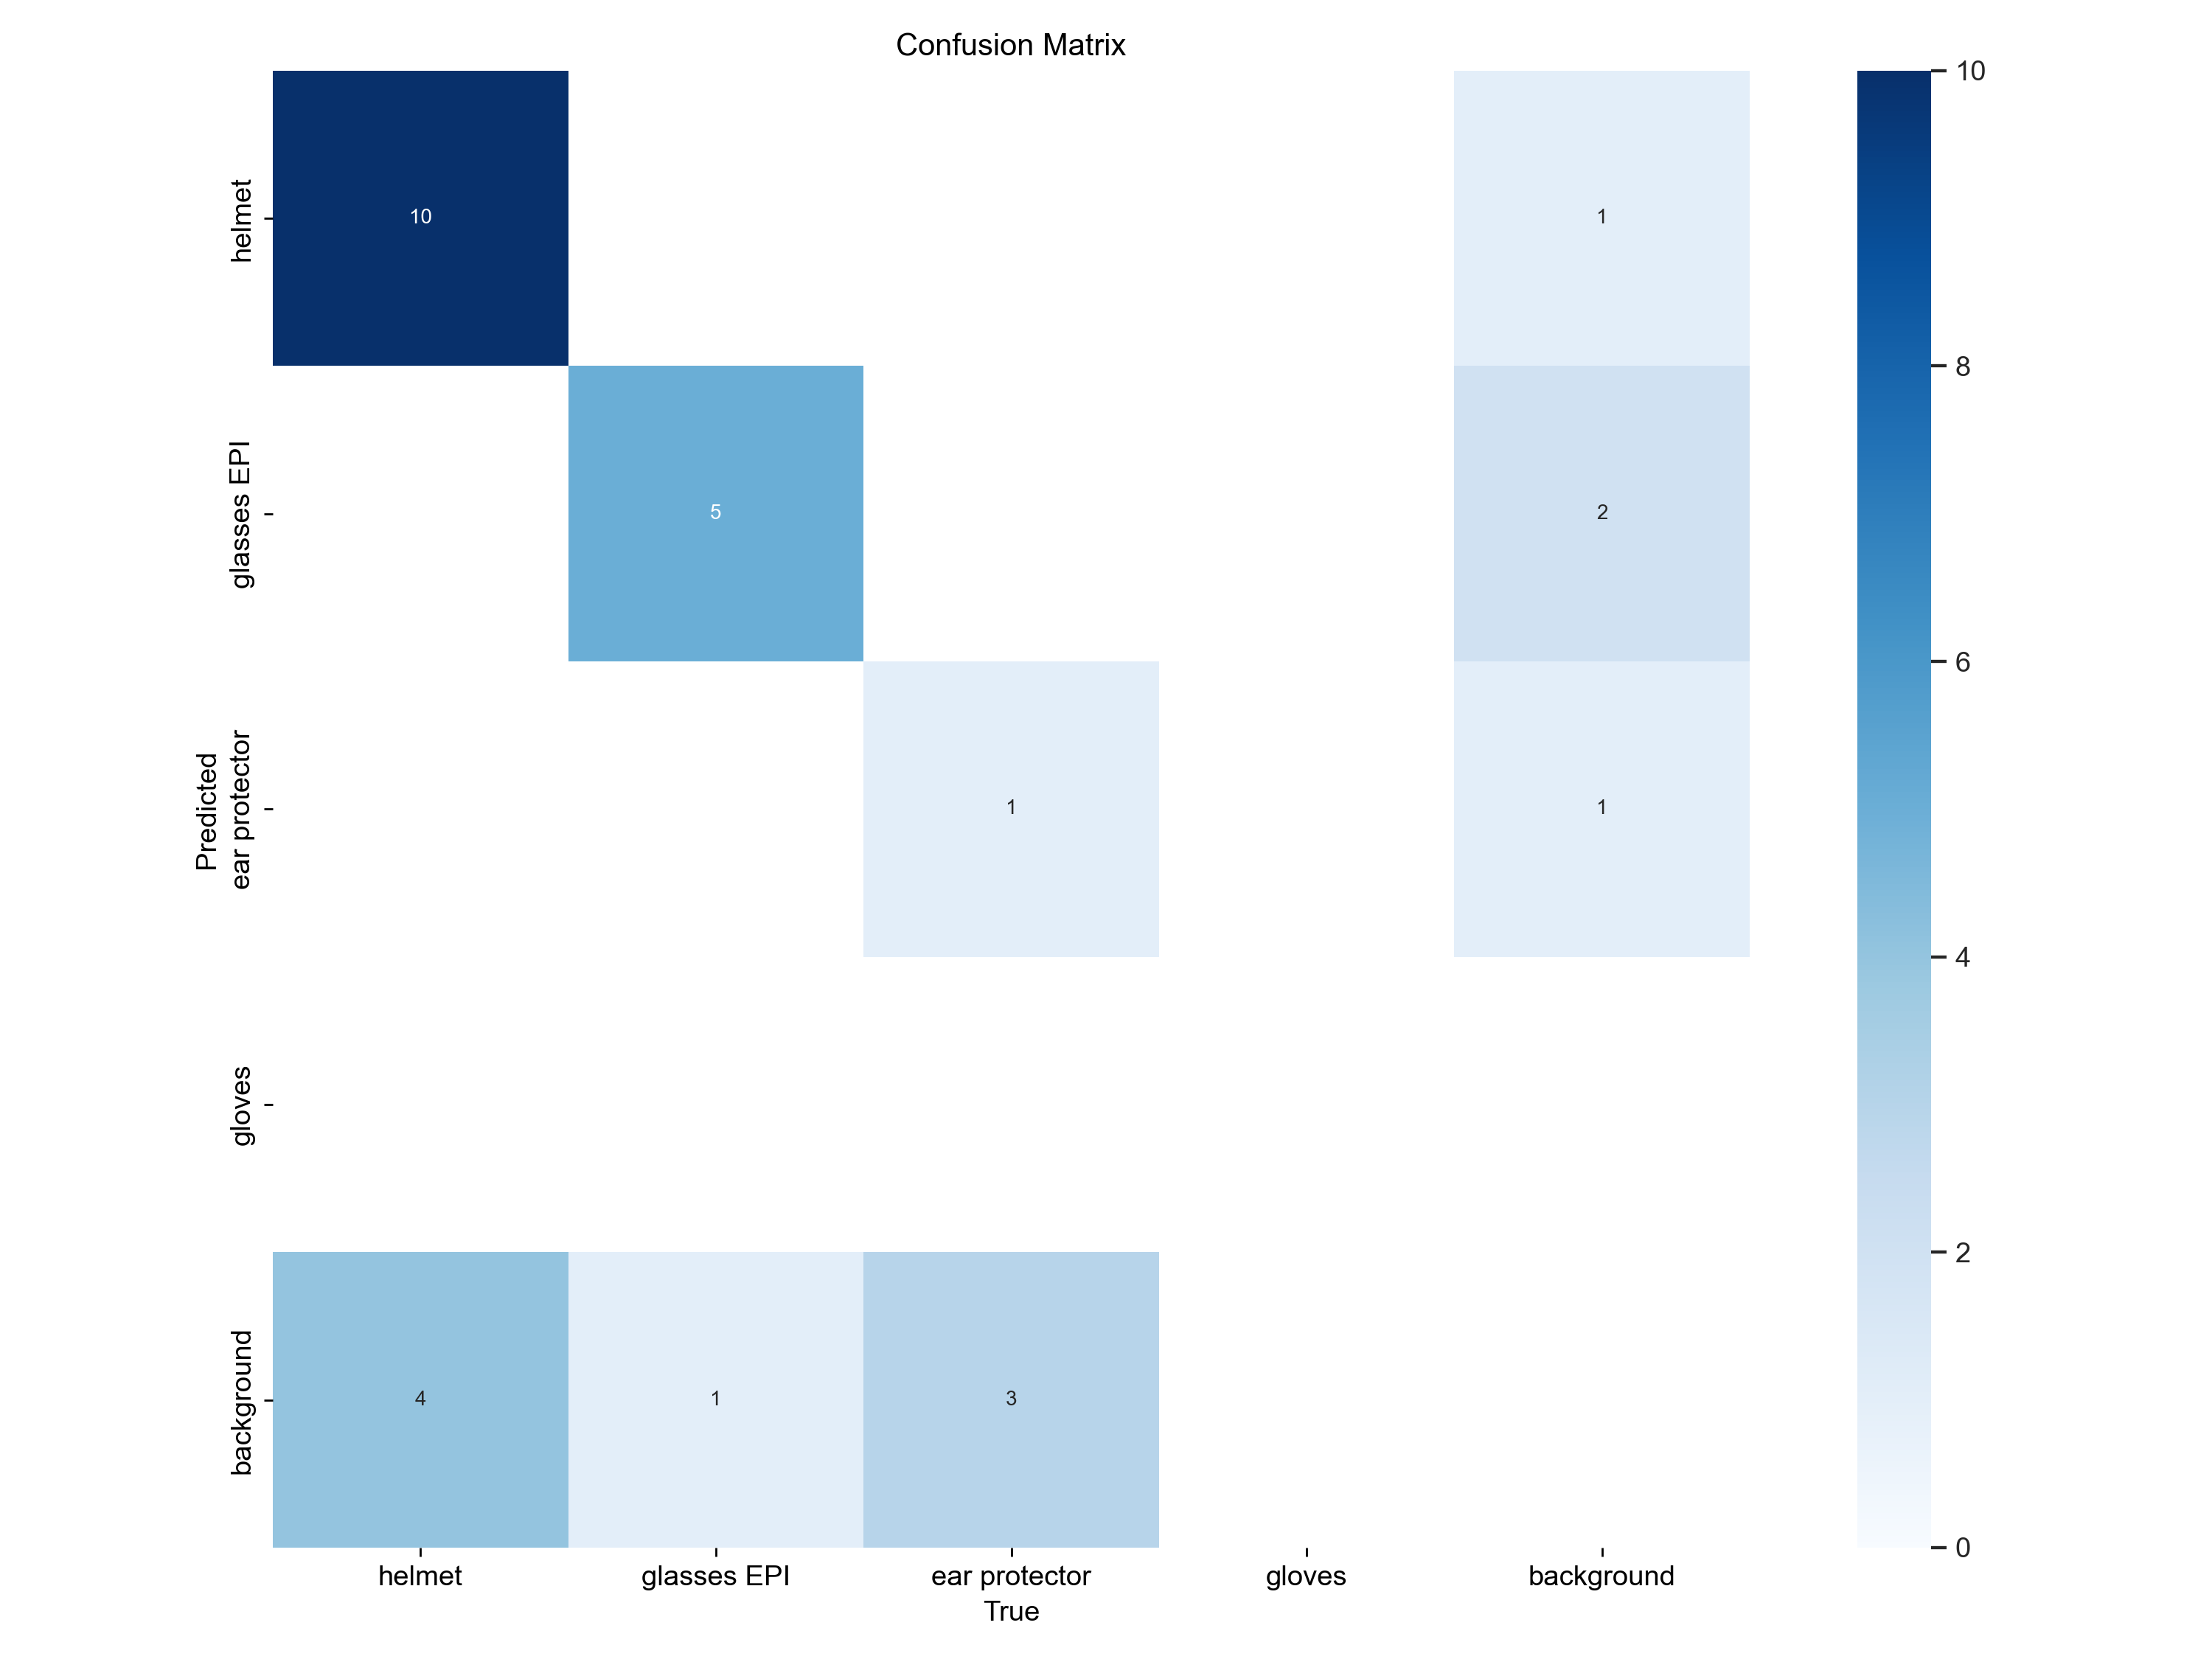 Confusion Matrix
helmet
glasses EPI
ear protector
gloves
background
Predicted
10
1
5
2
1
1
4
1
3
helmet
glasses EPI
ear protector
gloves
background
True
10
8
6
4
2
0